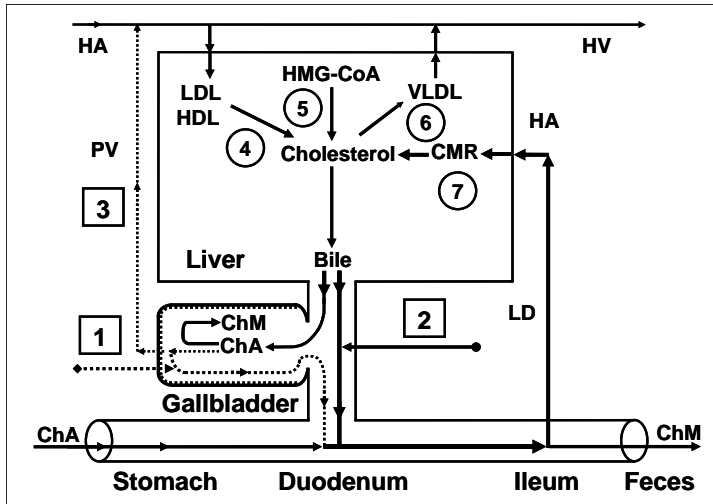 HA HV
HMG-CoA
LDL VLDL
HDL
5
6
HA
4
PV
Cholesterol CMR
7
3
Liver Bile
ChM
1
ChA
2
LD
Gallbladder
ChA ChM
Stomach Duodenum Ileum Feces